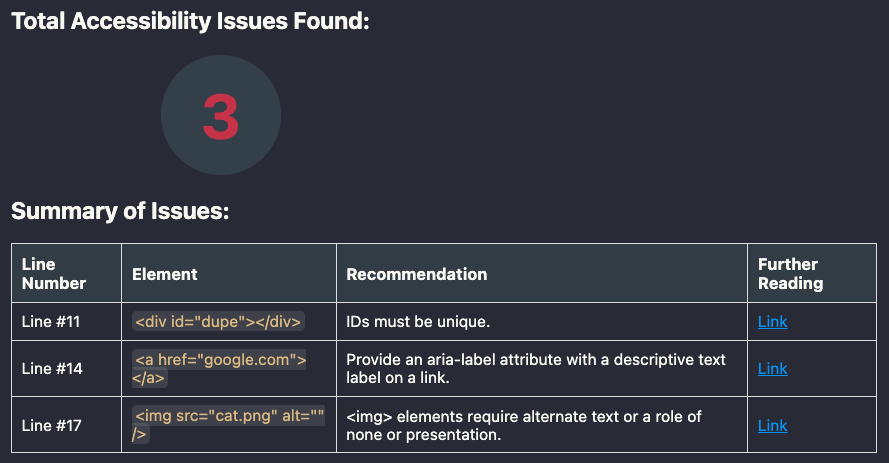 Total Accessibility Issues Found:
3
Summary of Issues:
Line
Number
Element
Recommendation
Further
Reading
Line #11
<div id="dupe"></div>
IDs must be unique.
Link
Line #14
<a href="google.com">
</a>
Provide an aria-label attribute with a descriptive text
label on a link.
Link
Line #17
<img src="cat.png" alt=""
/>
<img> elements require alternate text or a role of
none or presentation.
Link